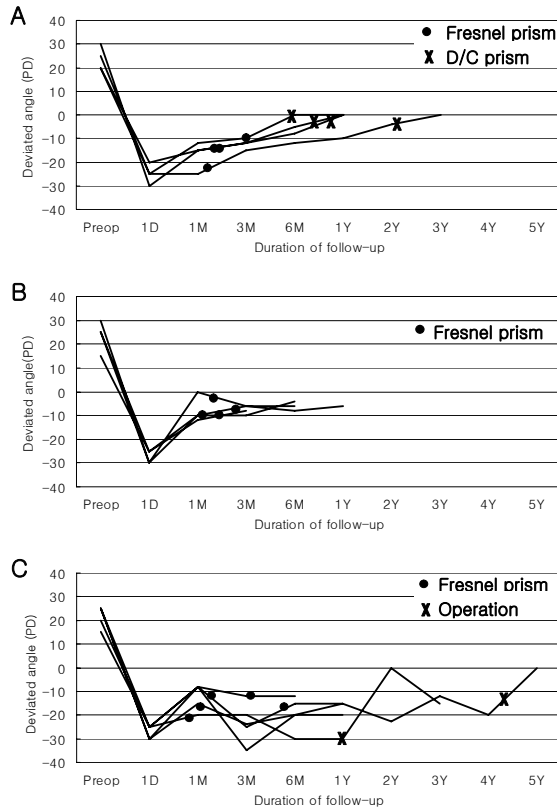 A
Deviated angle (PD)
40
30
20
10
0
−10
−20
−30
−40
Fresnel prism
D/C prism
Preop 1D 1M 3M 6M 1Y 2Y 3Y 4Y 5Y
Duration of follow-up
B
Deviated angle(PD)
40
30
20
10
0
−10
−20
−30
−40
Fresnel prism
Preop 1D 1M 3M 6M 1Y 2Y 3Y 4Y 5Y
Duration of follow-up
C
Deviated angle (PD)
40
30
20
10
0
−10
−20
−30
−40
Fresnel prism
Operation
Preop 1D 1M 3M 6M 1Y 2Y 3Y 4Y 5Y
Duration of follow-up